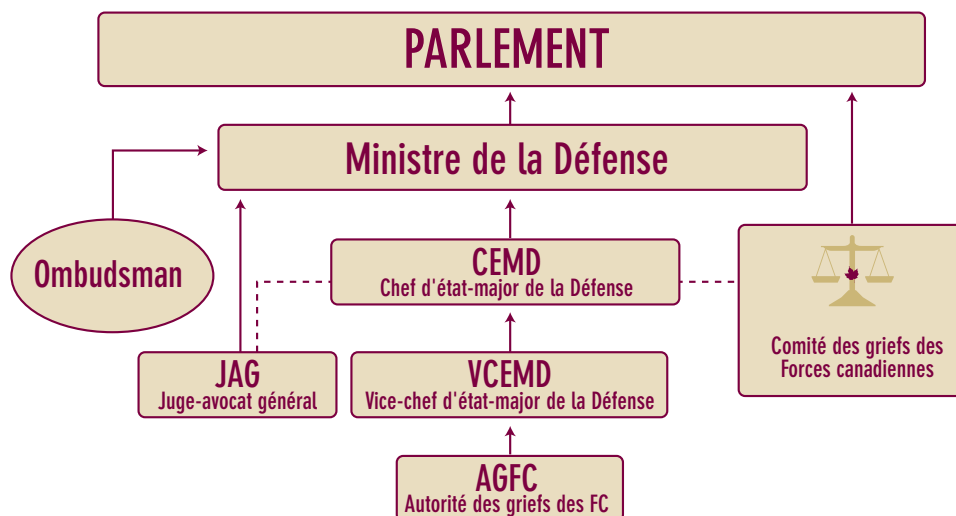 PARLEMENT
Ministre de la Défense
Ombudsman
CEMD
Chef d'état-major de la Défense
JAG
Juge-avocat général
VCEMD
Vice-chef d'état-major de la Défense
Comité des griefs des
Forces canadiennes
AGFC
Autorité des griefs des FC